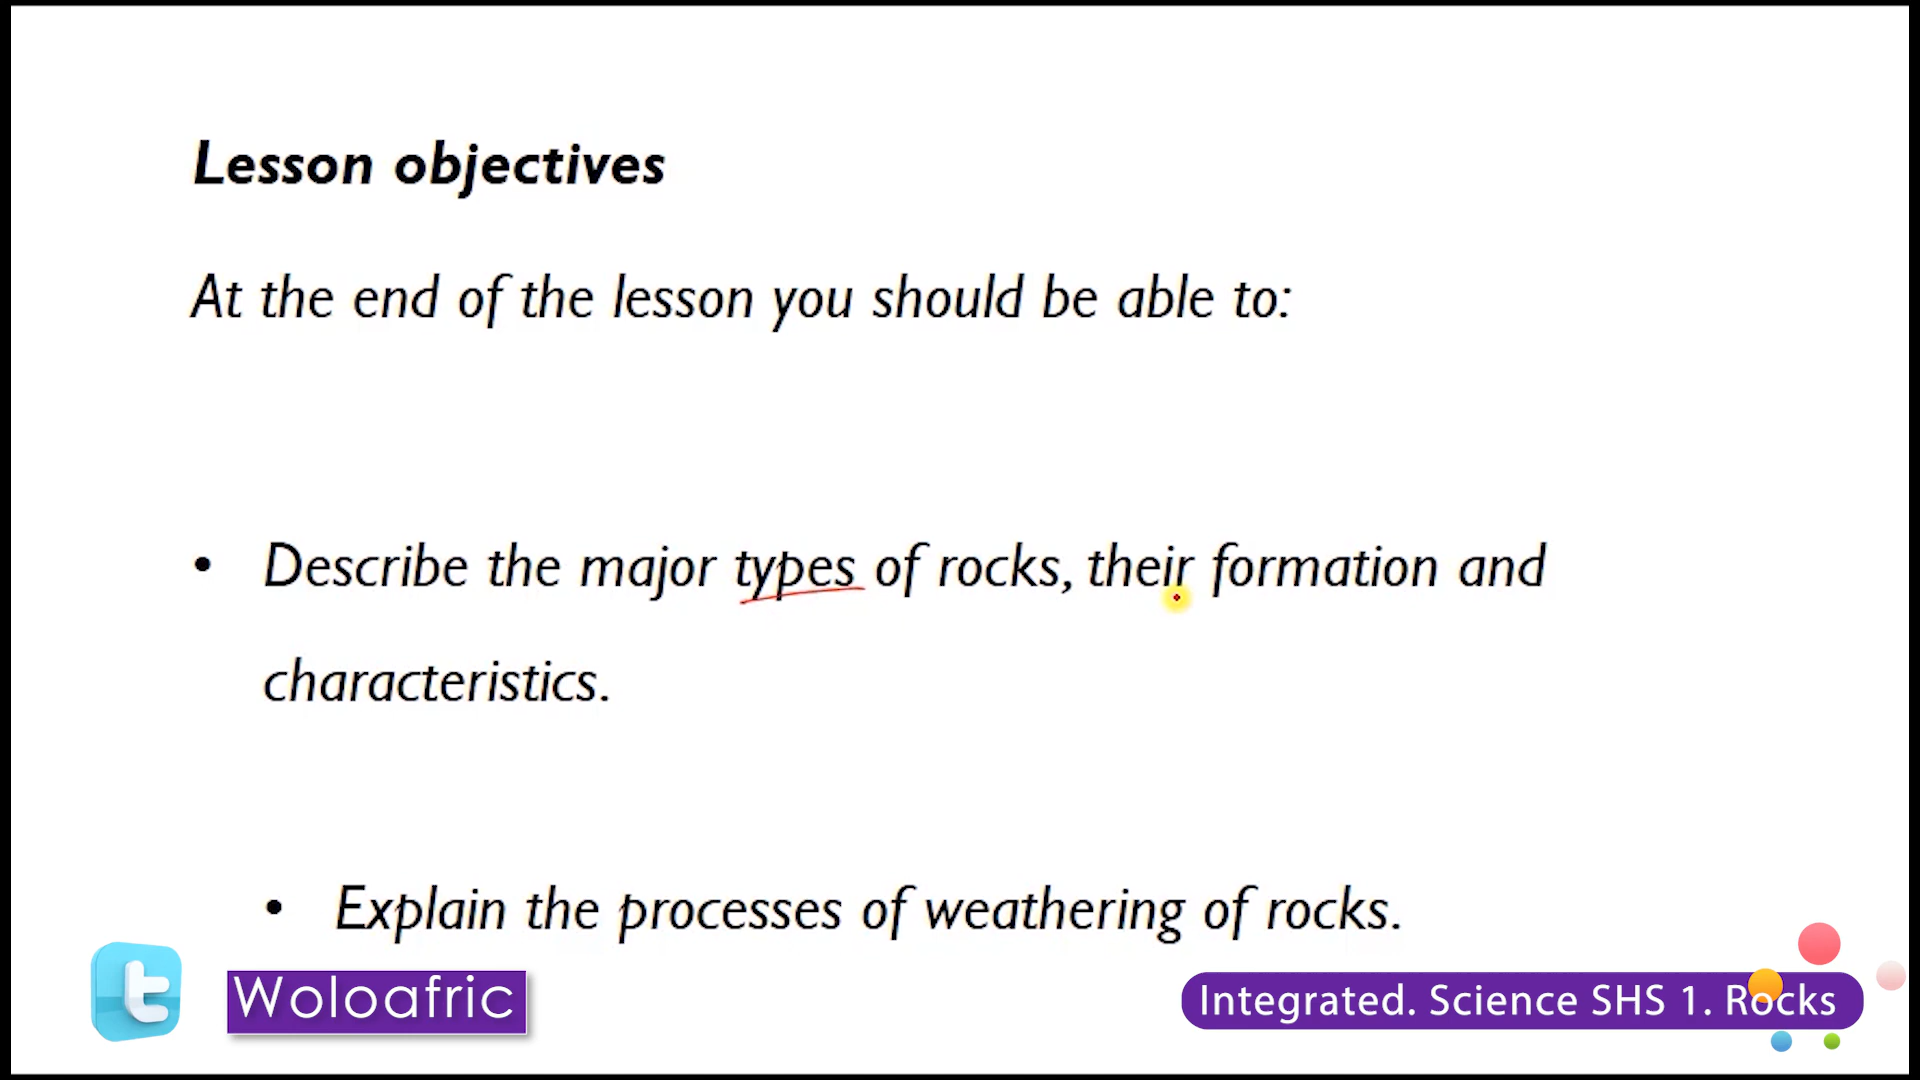 Lesson objectives
At the end of the lesson you should be able to:
• Describe the major types of rocks, their formation and
characteristics.
• Explain the processes of weathering of rocks.
t
Woloafric
Integrated. Science SHS 1. Rocks